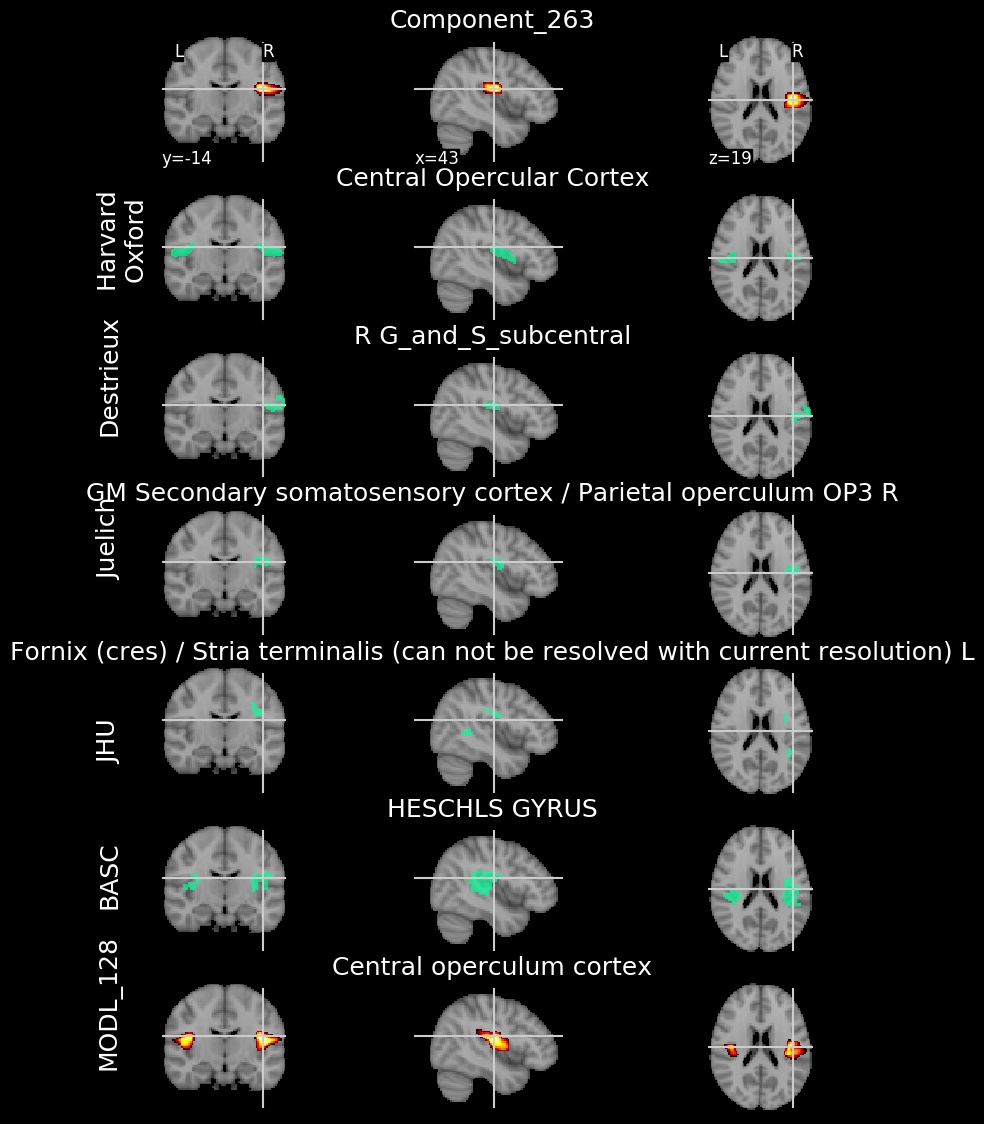 Component_263
L R L R
y=-14 x=43 z=19
Central Opercular Cortex
Harvard
Oxford
R G_and_S_subcentral
Destrieux
GM Secondary somatosensory cortex / Parietal operculum OP3 R
Juelich
Fornix (cres) / Stria terminalis (can not be resolved with current resolution) L
JHU
HESCHLS GYRUS
BASC
Central operculum cortex
MODL_128